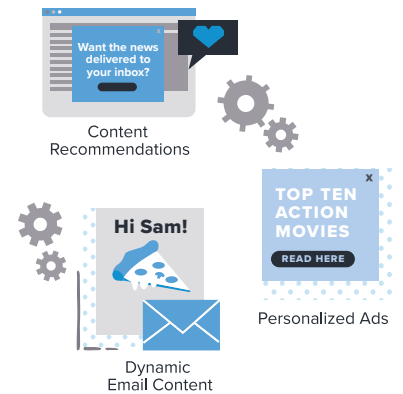 x
Want the news
delivered to
your inbox?
Content
Recommendations
x
TOP TEN
ACTION
MOVIES
READ HERE
Personalized Ads
Hi Sam!
Dynamic
Email Content